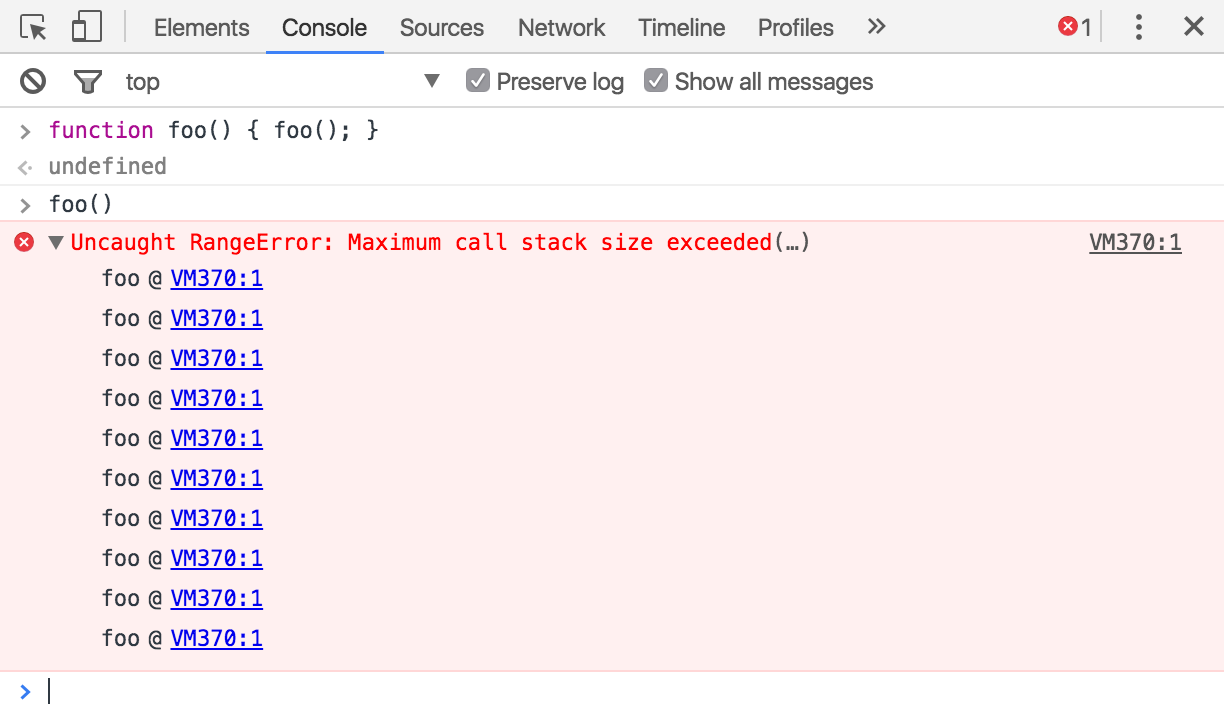 Elements Console Sources Network Timeline Profiles » 1
top ▼ Preserve log Show all messages
> function foo() { foo(); }
undefined
> foo()
▼Uncaught RangeError: Maximum call stack size exceeded(…) VM370:1
foo @ VM370:1
foo @ VM370:1
foo @ VM370:1
foo @ VM370:1
foo @ VM370:1
foo @ VM370:1
foo @ VM370:1
foo @ VM370:1
foo @ VM370:1
foo @ VM370:1
>